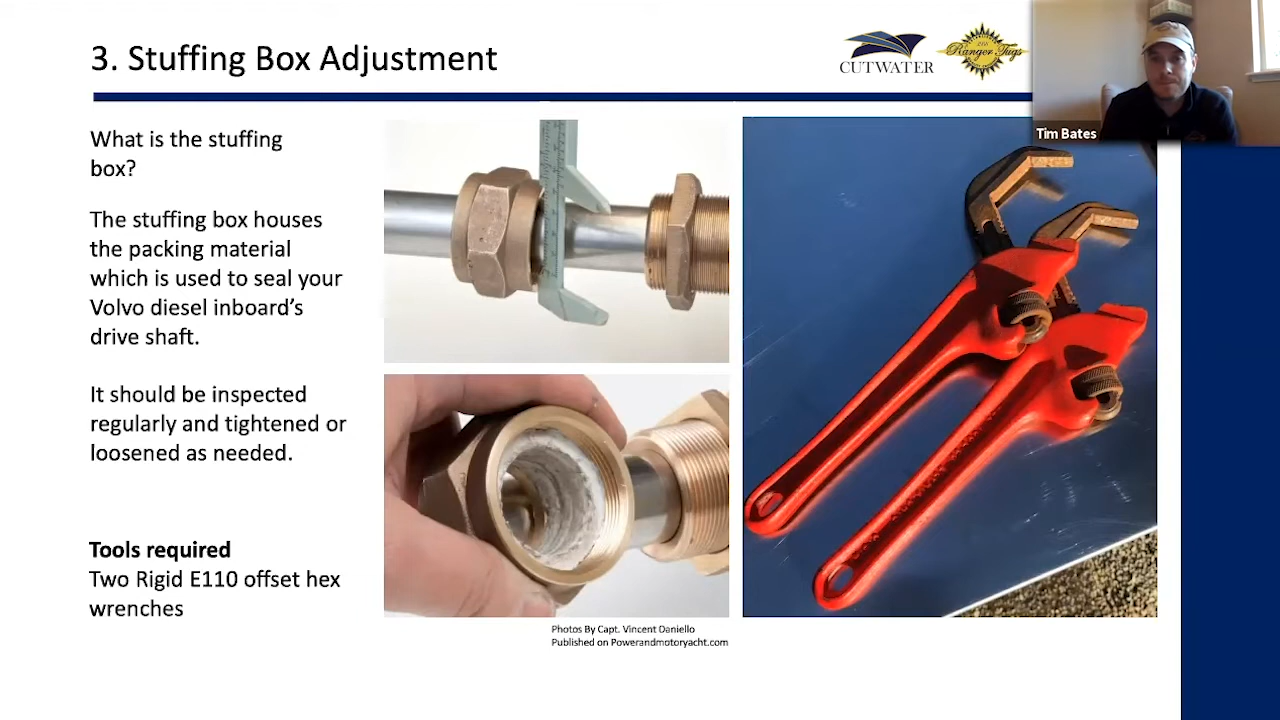 3. Stuffing Box Adjustment
CUTWATER
Ranger Tugs
Tim Bates
What is the stuffing
box?
The stuffing box houses
the packing material
which is used to seal your
Volvo diesel inboard's
drive shaft.
It should be inspected
regularly and tightened or
loosened as needed.
Tools required
Two Rigid E110 offset hex
wrenches
Photos By Capt. Vincent Daniello
Published on Powerandmotoryacht.com